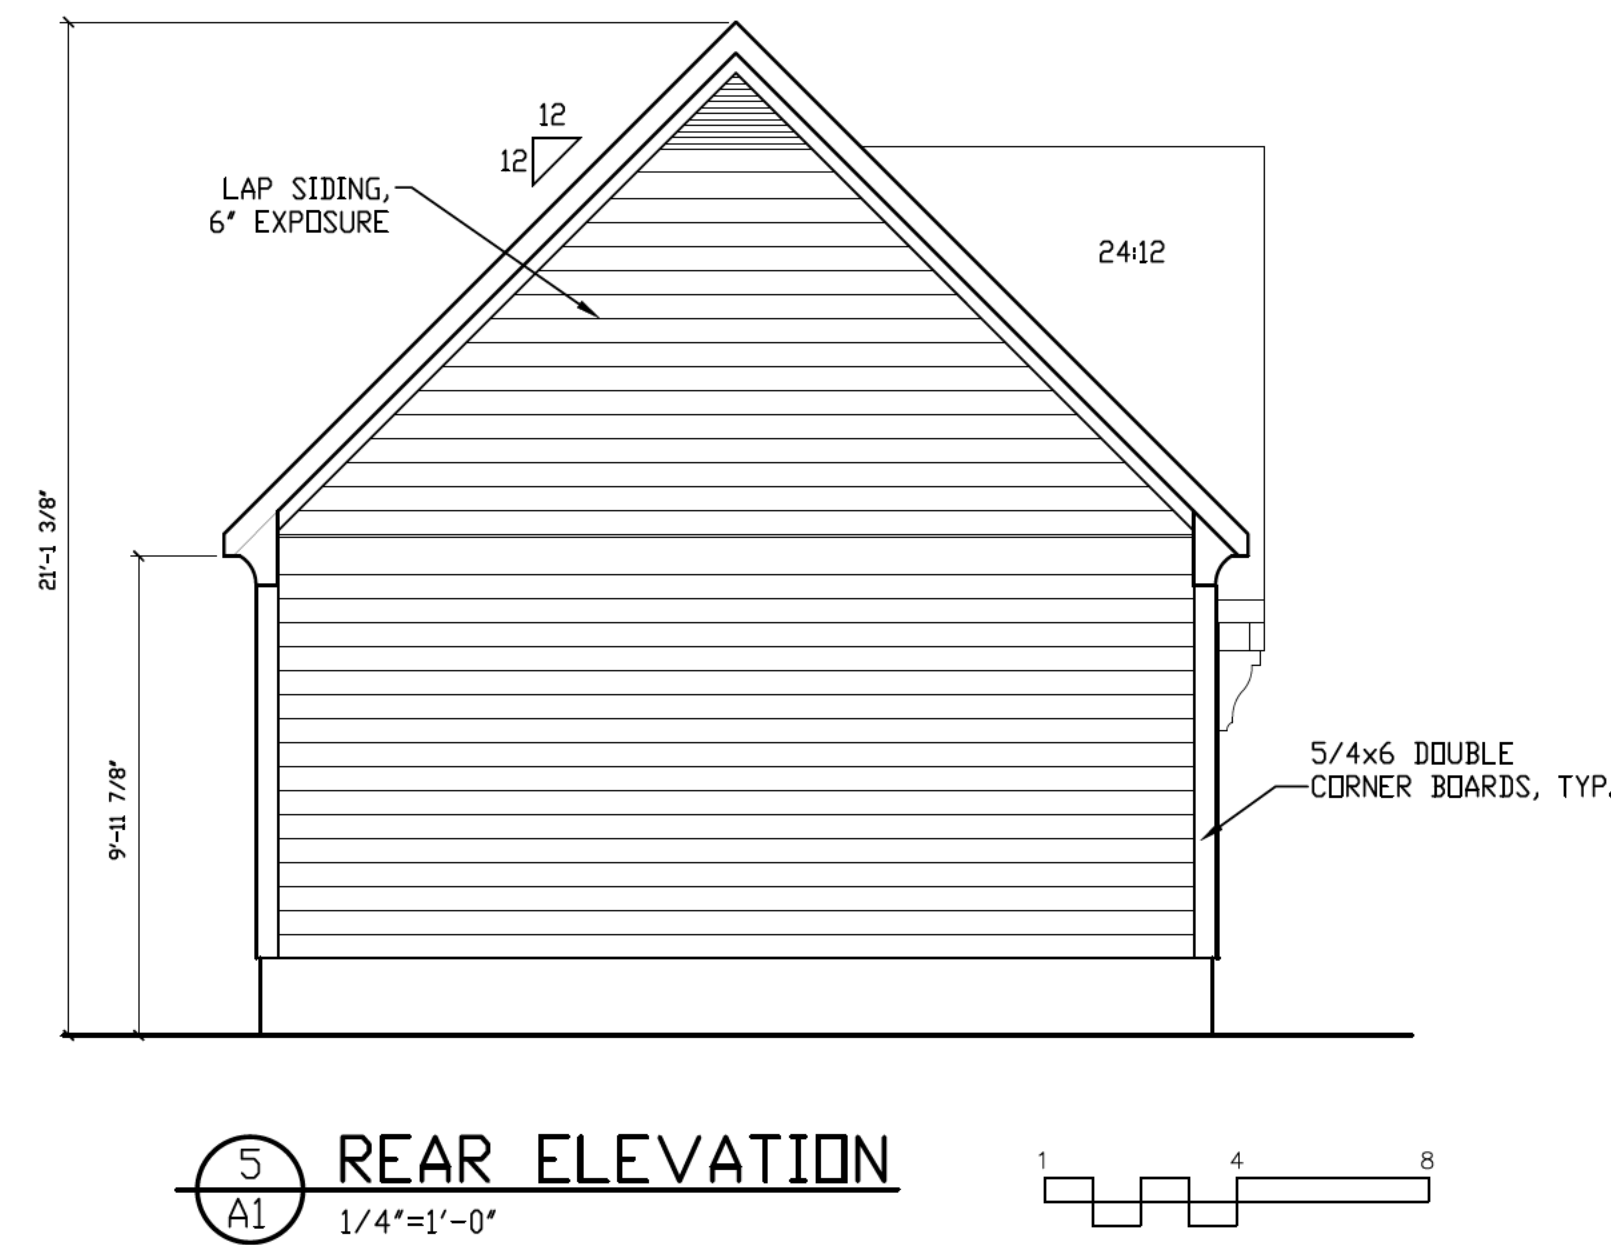 12
12
LAP SIDING,
6" EXPOSURE
24:12
21'-1 3/8"
9'-11 7/8"
5/4x6 DOUBLE
CORNER BOARDS, TYP.
5
A1
REAR ELEVATION
1/4"=1'-0"
1 4 8